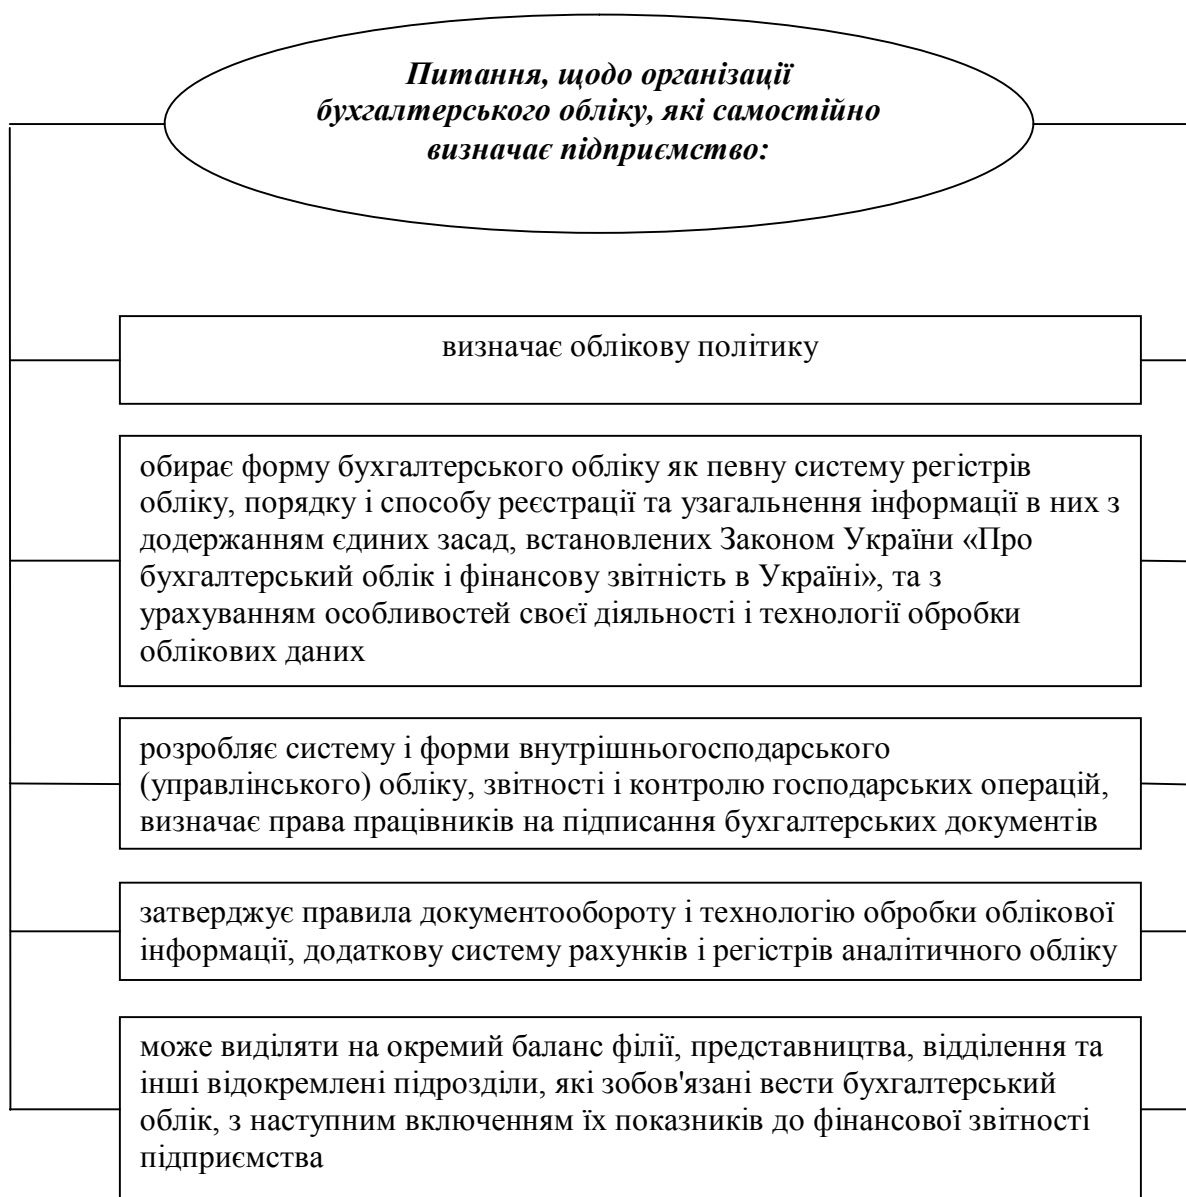 Питання, щодо організації
бухгалтерського обліку, які самостійно
визначає підприємство:
визначає облікову політику
обирає форму бухгалтерського обліку як певну систему регістрів
обліку, порядку і способу реєстрації та узагальнення інформації в них з
додержанням єдиних засад, встановлених Законом України «Про
бухгалтерський облік і фінансову звітність в Україні», та з
урахуванням особливостей своєї діяльності і технології обробки
облікових даних
розробляє систему і форми внутрішньогосподарського
(управлінського) обліку, звітності і контролю господарських операцій,
визначає права працівників на підписання бухгалтерських документів
затверджує правила документообороту і технологію обробки облікової
інформації, додаткову систему рахунків і регістрів аналітичного обліку
може виділяти на окремий баланс філії, представництва, відділення та
інші відокремлені підрозділи, які зобов'язані вести бухгалтерський
облік, з наступним включенням їх показників до фінансової звітності
підприємства